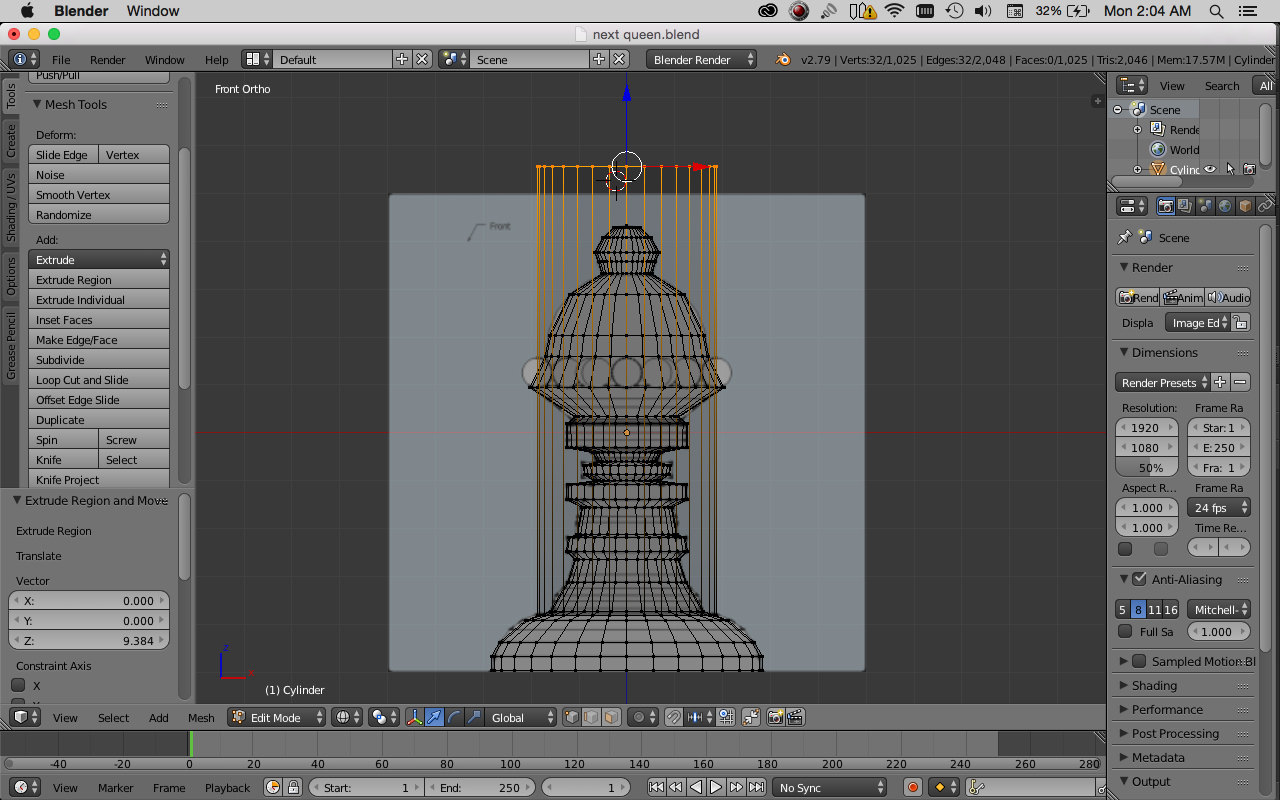 Blender Window 32% Mon 2:04 AM
next queen.blend
File Render Window Help Default Scene Blender Render v2.79 | Verts:32/1,025 | Edges:32/2,048 | Faces:0/1,025 | Tris:2,046 | Mem:17.57M | Cylinder
Push/Pull
Mesh Tools
Deform:
Slide Edge Vertex
Noise
Smooth Vertex
Randomize
Add:
Extrude
Extrude Region
Extrude Individual
Inset Faces
Make Edge/Face
Subdivide
Loop Cut and Slide
Offset Edge Slide
Duplicate
Spin Screw
Knife Select
Knife Project
Tools
Create
Shading / UVs
Options
Grease Pencil
Extrude Region and Move
Extrude Region
Translate
Vector
X: 0.000
Y: 0.000
Z: 9.384
Constraint Axis
X
Front Ortho
Front
z
x
(1) Cylinder
View Select Add Mesh Edit Mode Global
-40 -20 0 20 40 60 80 100 120 140 160 180 200 220 240 260 280
View Marker Frame Playback Start: 1 End: 250 1 No Sync
View Search All
Scene
Rende
World
Cylinc
Scene
Render
Rend Anim Audio
Displa Image Ed
Dimensions
Render Presets
Resolution: Frame Ra
1920 Star: 1
1080 E: 250
50% Fra: 1
Aspect R... Frame Ra
1.000 24 fps
1.000 Time Re...
Anti-Aliasing
5 8 11 16 Mitchell-
Full Sa 1.000
Sampled Motion Bl
Shading
Performance
Post Processing
Metadata
Output